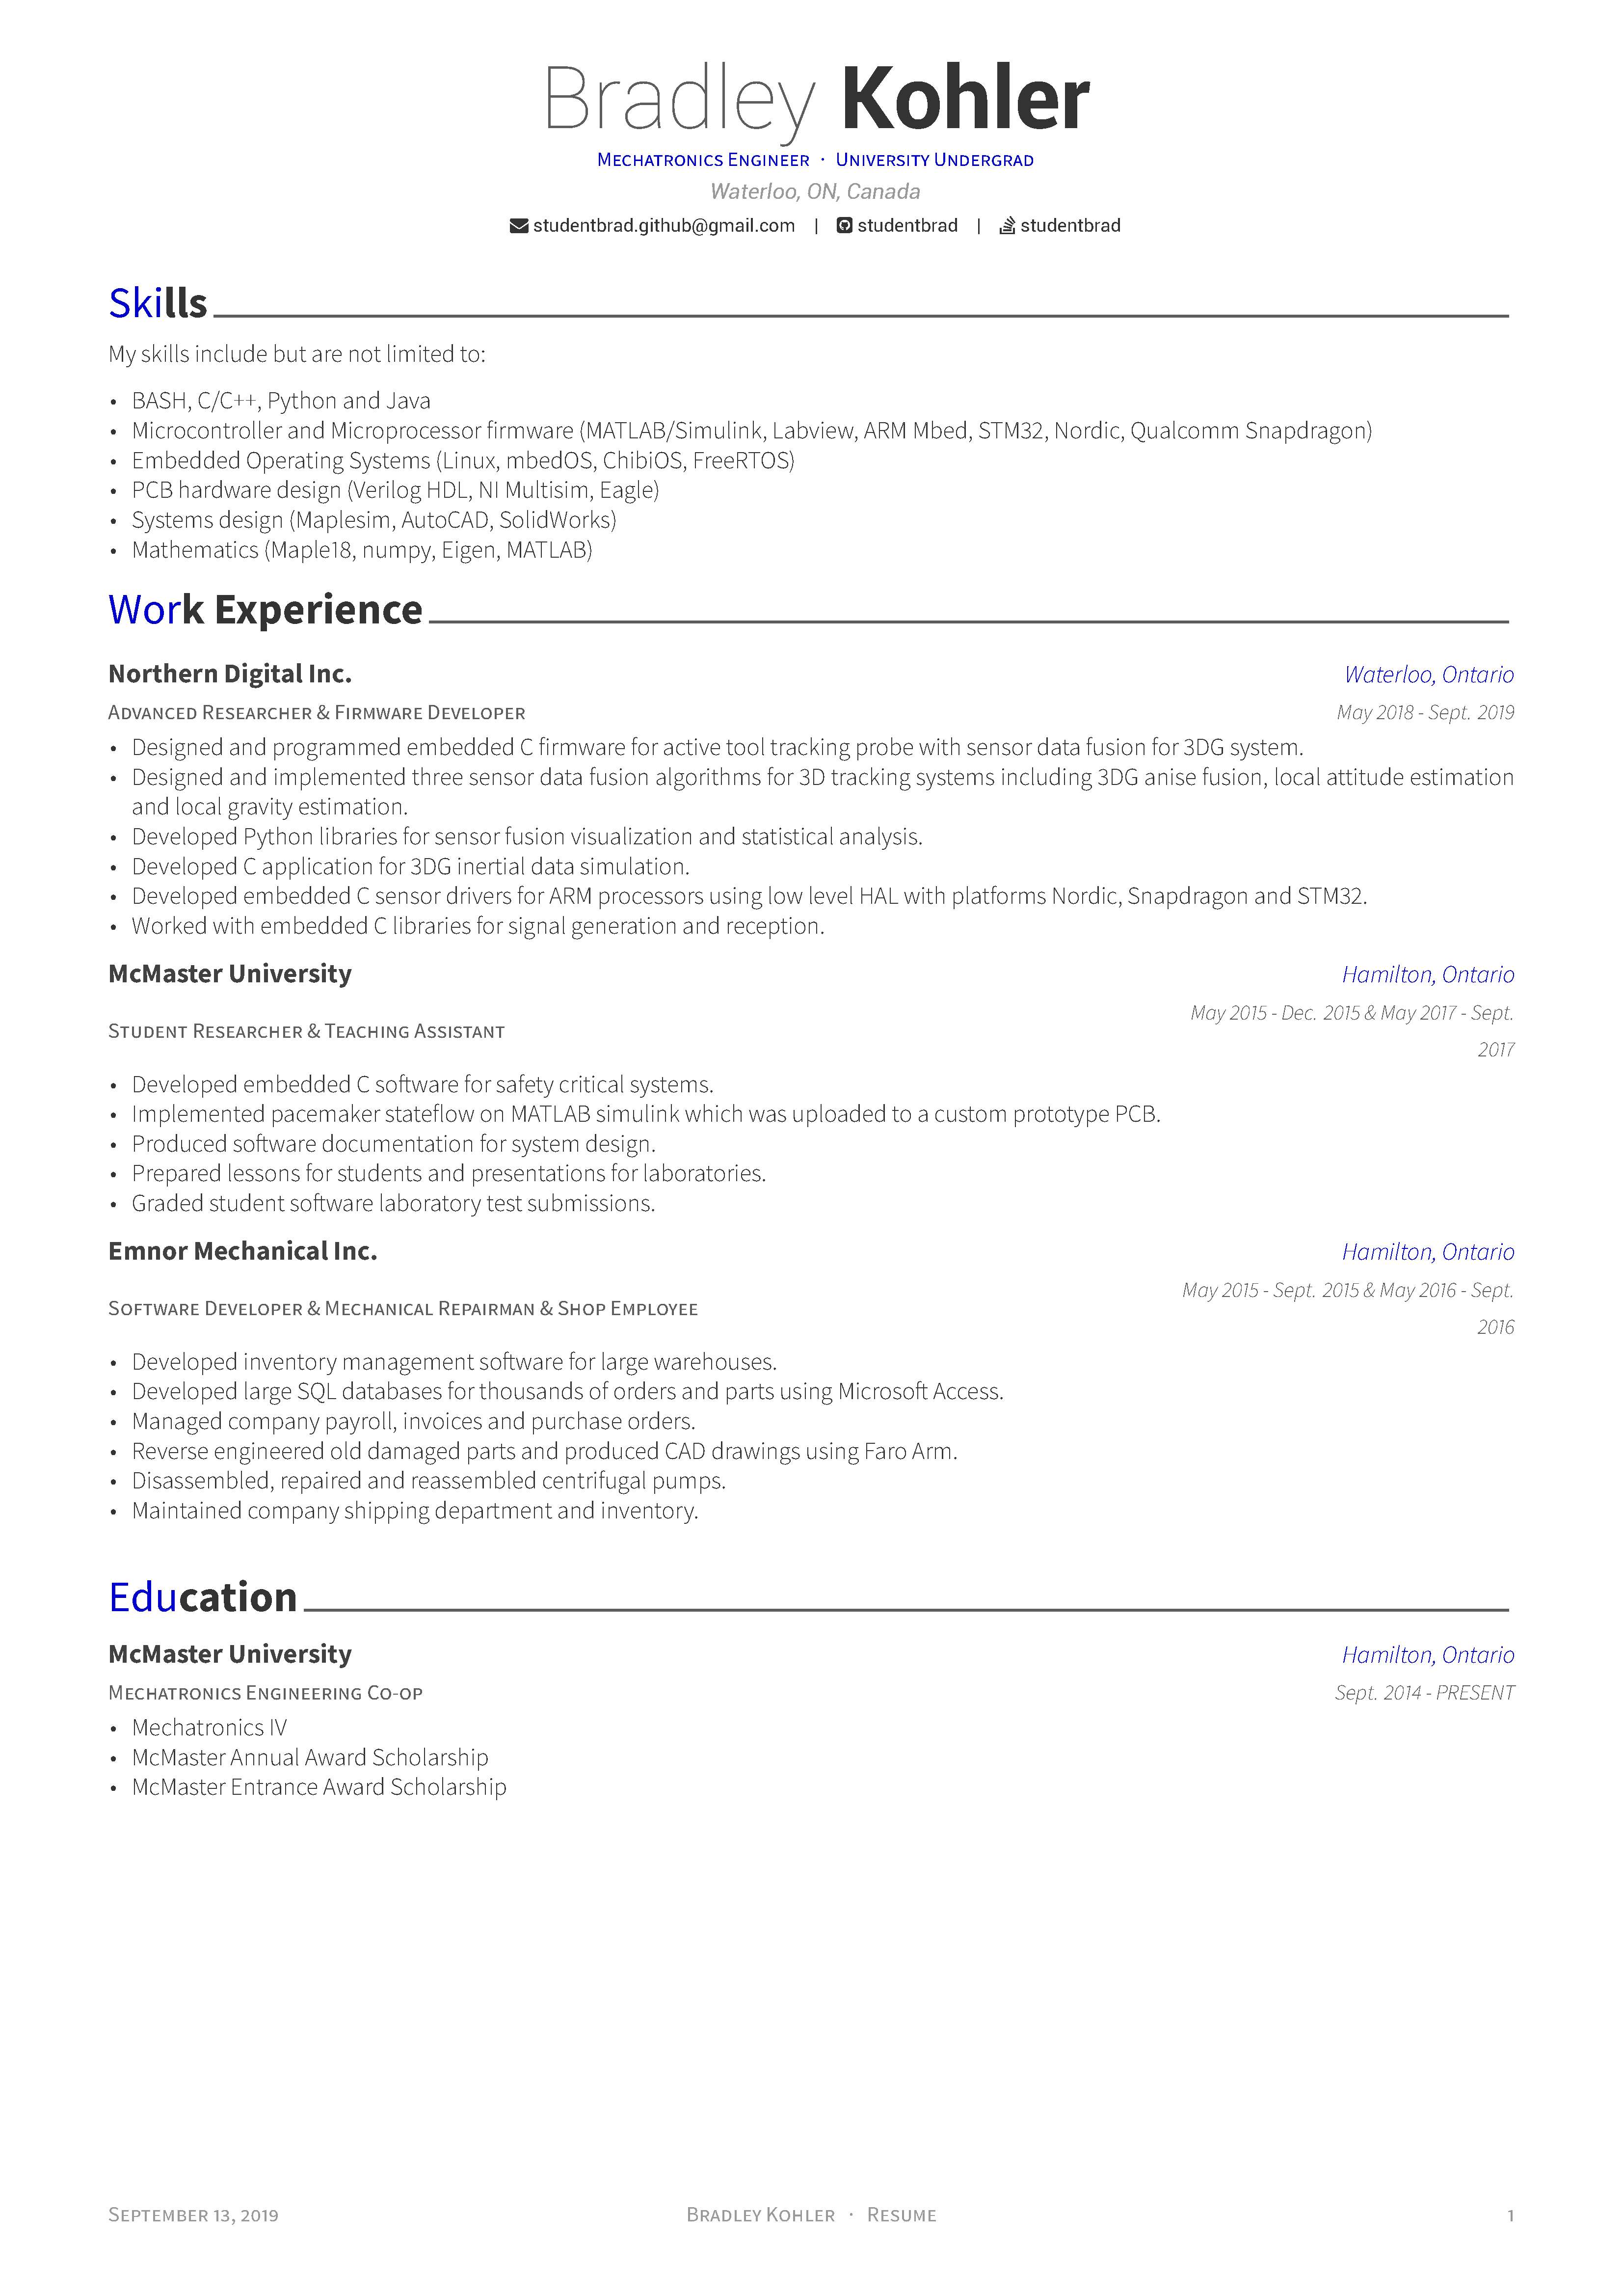 Bradley Kohler
Mechatronics Engineer · University Undergrad
Waterloo, ON, Canada
studentbrad.github@gmail.com | studentbrad | studentbrad
Skills
My skills include but are not limited to:
• BASH, C/C++, Python and Java
• Microcontroller and Microprocessor firmware (MATLAB/Simulink, Labview, ARM Mbed, STM32, Nordic, Qualcomm Snapdragon)
• Embedded Operating Systems (Linux, mbedOS, ChibiOS, FreeRTOS)
• PCB hardware design (Verilog HDL, NI Multisim, Eagle)
• Systems design (Maplesim, AutoCAD, SolidWorks)
• Mathematics (Maple18, numpy, Eigen, MATLAB)
Work Experience
Northern Digital Inc. Waterloo, Ontario
Advanced Researcher & Firmware Developer May 2018 - Sept. 2019
• Designed and programmed embedded C firmware for active tool tracking probe with sensor data fusion for 3DG system.
• Designed and implemented three sensor data fusion algorithms for 3D tracking systems including 3DG anise fusion, local attitude estimation
and local gravity estimation.
• Developed Python libraries for sensor fusion visualization and statistical analysis.
• Developed C application for 3DG inertial data simulation.
• Developed embedded C sensor drivers for ARM processors using low level HAL with platforms Nordic, Snapdragon and STM32.
• Worked with embedded C libraries for signal generation and reception.
McMaster University Hamilton, Ontario
May 2015 - Dec. 2015 & May 2017 - Sept.
Student Researcher & Teaching Assistant
2017
• Developed embedded C software for safety critical systems.
• Implemented pacemaker stateflow on MATLAB simulink which was uploaded to a custom prototype PCB.
• Produced software documentation for system design.
• Prepared lessons for students and presentations for laboratories.
• Graded student software laboratory test submissions.
Emnor Mechanical Inc. Hamilton, Ontario
May 2015 - Sept. 2015 & May 2016 - Sept.
Software Developer & Mechanical Repairman & Shop Employee
2016
• Developed inventory management software for large warehouses.
• Developed large SQL databases for thousands of orders and parts using Microsoft Access.
• Managed company payroll, invoices and purchase orders.
• Reverse engineered old damaged parts and produced CAD drawings using Faro Arm.
• Disassembled, repaired and reassembled centrifugal pumps.
• Maintained company shipping department and inventory.
Education
McMaster University Hamilton, Ontario
Mechatronics Engineering Co-op Sept. 2014 - PRESENT
• Mechatronics IV
• McMaster Annual Award Scholarship
• McMaster Entrance Award Scholarship
September 13, 2019 Bradley Kohler · Resume 1